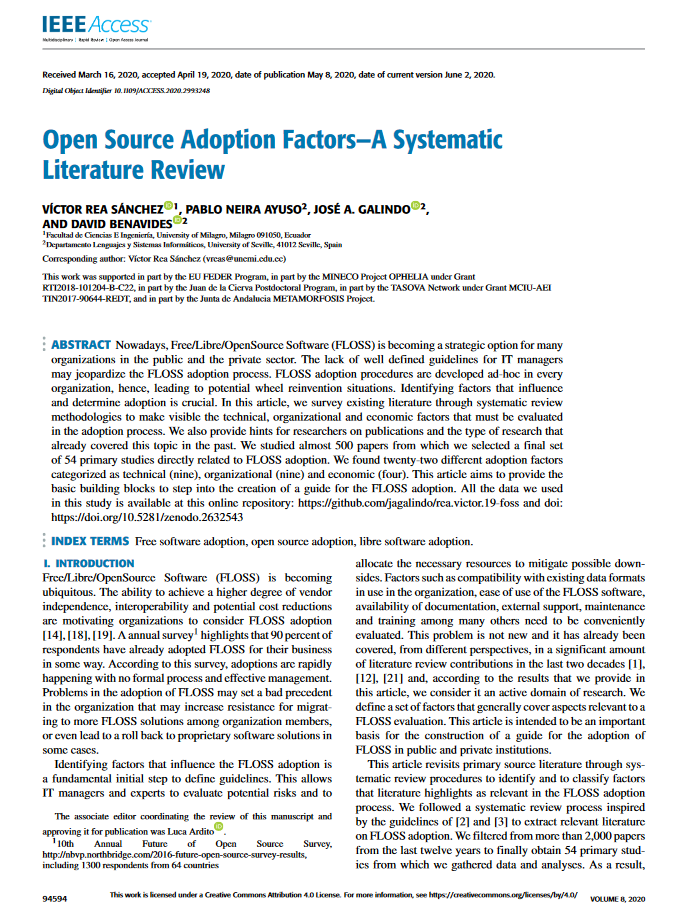 IEEE Access
Multidisciplinary | Rapid Review | Open Access Journal
Received March 16, 2020, accepted April 19, 2020, date of publication May 8, 2020, date of current version June 2, 2020.
Digital Object Identifier 10.1109/ACCESS.2020.2993248
Open Source Adoption Factors—A Systematic
Literature Review
VÍCTOR REA SÁNCHEZ 1, PABLO NEIRA AYUSO2, JOSÉ A. GALINDO 2,
AND DAVID BENAVIDES 2
1Facultad de Ciencias E Ingeniería, University of Milagro, Milagro 091050, Ecuador
2Departamento Lenguajes y Sistemas Informáticos, University of Seville, 41012 Seville, Spain
Corresponding author: Víctor Rea Sánchez (vreas@unemi.edu.ec)
This work was supported in part by the EU FEDER Program, in part by the MINECO Project OPHELIA under Grant
RTI2018-101204-B-C22, in part by the Juan de la Cierva Postdoctoral Program, in part by the TASOVA Network under Grant MCIU-AEI
TIN2017-90644-REDT, and in part by the Junta de Andalucia METAMORFOSIS Project.
ABSTRACT Nowadays, Free/Libre/OpenSource Software (FLOSS) is becoming a strategic option for many
organizations in the public and the private sector. The lack of well defined guidelines for IT managers
may jeopardize the FLOSS adoption process. FLOSS adoption procedures are developed ad-hoc in every
organization, hence, leading to potential wheel reinvention situations. Identifying factors that influence
and determine adoption is crucial. In this article, we survey existing literature through systematic review
methodologies to make visible the technical, organizational and economic factors that must be evaluated
in the adoption process. We also provide hints for researchers on publications and the type of research that
already covered this topic in the past. We studied almost 500 papers from which we selected a final set
of 54 primary studies directly related to FLOSS adoption. We found twenty-two different adoption factors
categorized as technical (nine), organizational (nine) and economic (four). This article aims to provide the
basic building blocks to step into the creation of a guide for the FLOSS adoption. All the data we used
in this study is available at this online repository: https://github.com/jagalindo/rea.victor.19-foss and doi:
https://doi.org/10.5281/zenodo.2632543
INDEX TERMS Free software adoption, open source adoption, libre software adoption.
I. INTRODUCTION
Free/Libre/OpenSource Software (FLOSS) is becoming
ubiquitous. The ability to achieve a higher degree of vendor
independence, interoperability and potential cost reductions
are motivating organizations to consider FLOSS adoption
[14], [18], [19]. A annual survey1 highlights that 90 percent of
respondents have already adopted FLOSS for their business
in some way. According to this survey, adoptions are rapidly
happening with no formal process and effective management.
Problems in the adoption of FLOSS may set a bad precedent
in the organization that may increase resistance for migrat-
ing to more FLOSS solutions among organization members,
or even lead to a roll back to proprietary software solutions in
some cases.
Identifying factors that influence the FLOSS adoption is
a fundamental initial step to define guidelines. This allows
IT managers and experts to evaluate potential risks and to
The associate editor coordinating the review of this manuscript and
approving it for publication was Luca Ardito .
110th Annual Future of Open Source Survey,
http://nbvp.northbridge.com/2016-future-open-source-survey-results,
including 1300 respondents from 64 countries
allocate the necessary resources to mitigate possible down-
sides. Factors such as compatibility with existing data formats
in use in the organization, ease of use of the FLOSS software,
availability of documentation, external support, maintenance
and training among many others need to be conveniently
evaluated. This problem is not new and it has already been
covered, from different perspectives, in a significant amount
of literature review contributions in the last two decades [1],
[12], [21] and, according to the results that we provide in
this article, we consider it an active domain of research. We
define a set of factors that generally cover aspects relevant to a
FLOSS evaluation. This article is intended to be an important
basis for the construction of a guide for the adoption of
FLOSS in public and private institutions.
This article revisits primary source literature through sys-
tematic review procedures to identify and to classify factors
that literature highlights as relevant in the FLOSS adoption
process. We followed a systematic review process inspired
by the guidelines of [2] and [3] to extract relevant literature
on FLOSS adoption. We filtered from more than 2,000 papers
from the last twelve years to finally obtain 54 primary stud-
ies from which we gathered data and analyses. As a result,
94594
This work is licensed under a Creative Commons Attribution 4.0 License. For more information, see https://creativecommons.org/licenses/by/4.0/
VOLUME 8, 2020